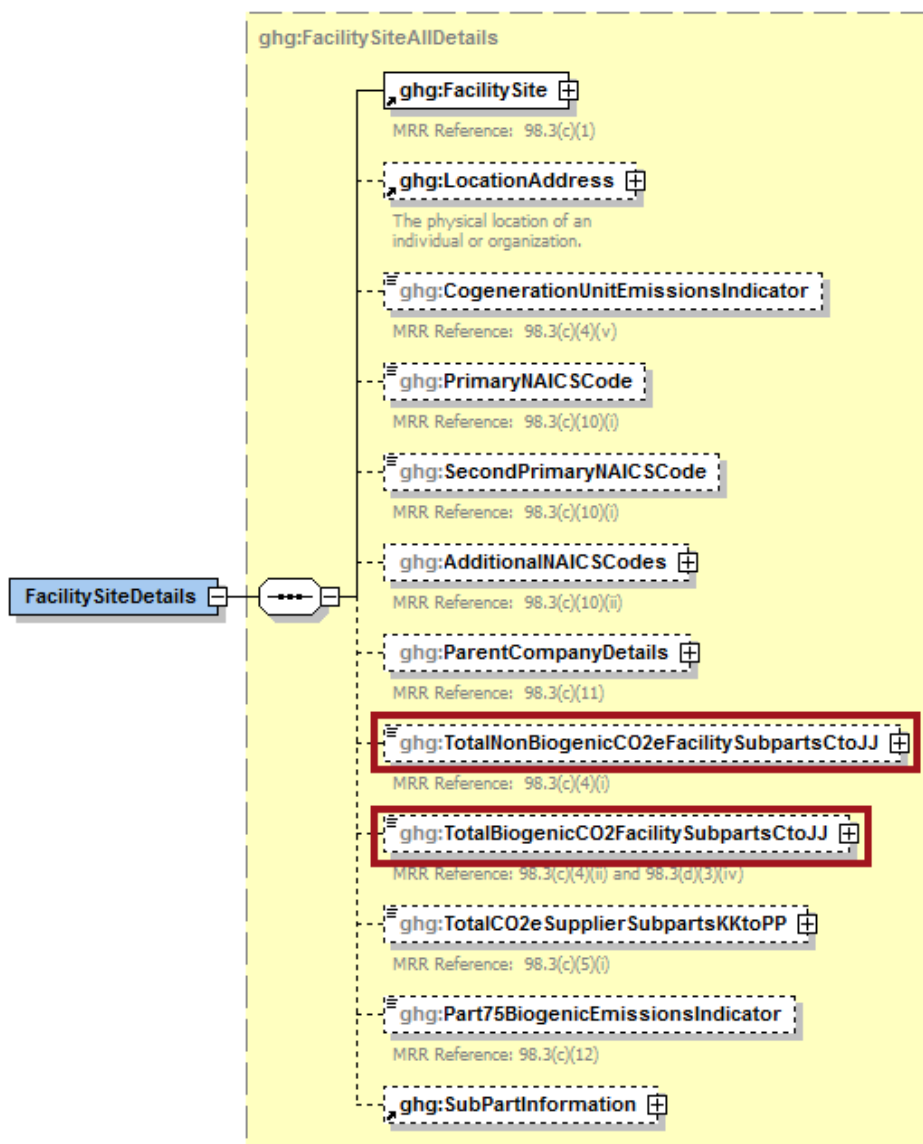 ghg:FacilitySiteAllDetails
ghg:FacilitySite
MRR Reference: 98.3(c)(1)
ghg:LocationAddress
The physical location of an
individual or organization.
ghg:CogenerationUnitEmissionsIndicator
MRR Reference: 98.3(c)(4)(v)
ghg:PrimaryNAICSCode
MRR Reference: 98.3(c)(10)(i)
ghg:SecondPrimaryNAICSCode
MRR Reference: 98.3(c)(10)(i)
ghg:AdditionalNAICSCodes
MRR Reference: 98.3(c)(10)(ii)
FacilitySiteDetails
ghg:ParentCompanyDetails
MRR Reference: 98.3(c)(11)
ghg:TotalNonBiogenicCO2eFacilitySubpartsCtoJJ
MRR Reference: 98.3(c)(4)(i)
ghg:TotalBiogenicCO2FacilitySubpartsCtoJJ
MRR Reference: 98.3(c)(4)(ii) and 98.3(d)(3)(iv)
ghg:TotalCO2eSupplierSubpartsKKtoPP
MRR Reference: 98.3(c)(5)(i)
ghg:Part75BiogenicEmissionsIndicator
MRR Reference: 98.3(c)(12)
ghg:SubPartInformation